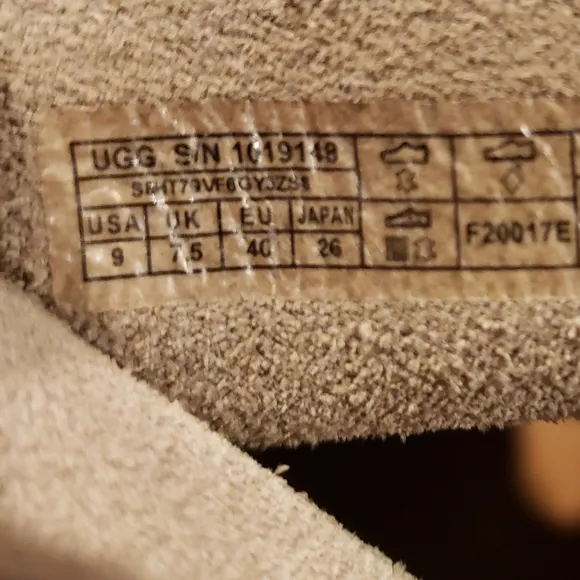 UGG S/N 1019148
USA UK EU JAPAN
9 7.5 40 26
F20017E